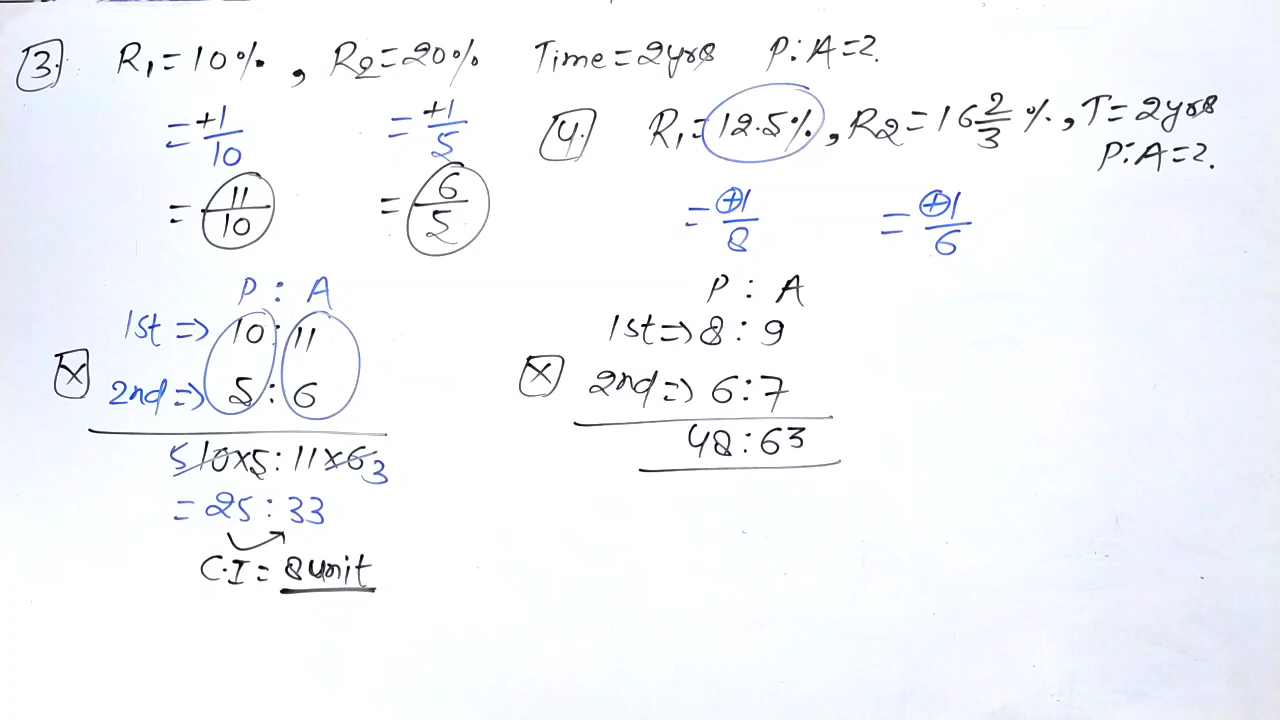 3. R₁=10%, R₂=20% Time=2yrs P:A=?
=+1/10 =+1/5
=11/10 =6/5
P : A
1st => 10:11
× 2nd => 5:6
5 10×5:11×6 3
= 25:33
C.I = 8unit
4. R₁=12.5%, R₂=16 2/3 %, T=2yrs
P:A=?.
=+1/8 =+1/6
P : A
1st => 8:9
× 2nd => 6:7
48:63